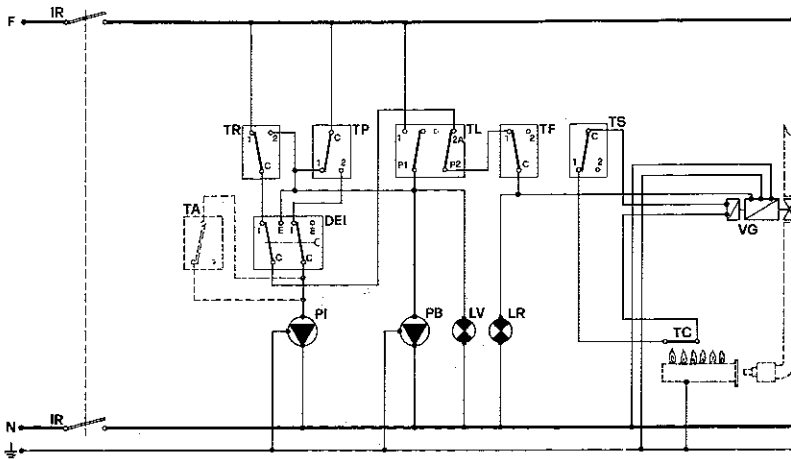 F IR
TR 1 2 C
TP C 1 2
TL 1 D 2A P1 P2
TF 1 2 C
TS C 1 2
TA
DEI I E I E C C C
VG
PI PB LV LR
TC
N IR